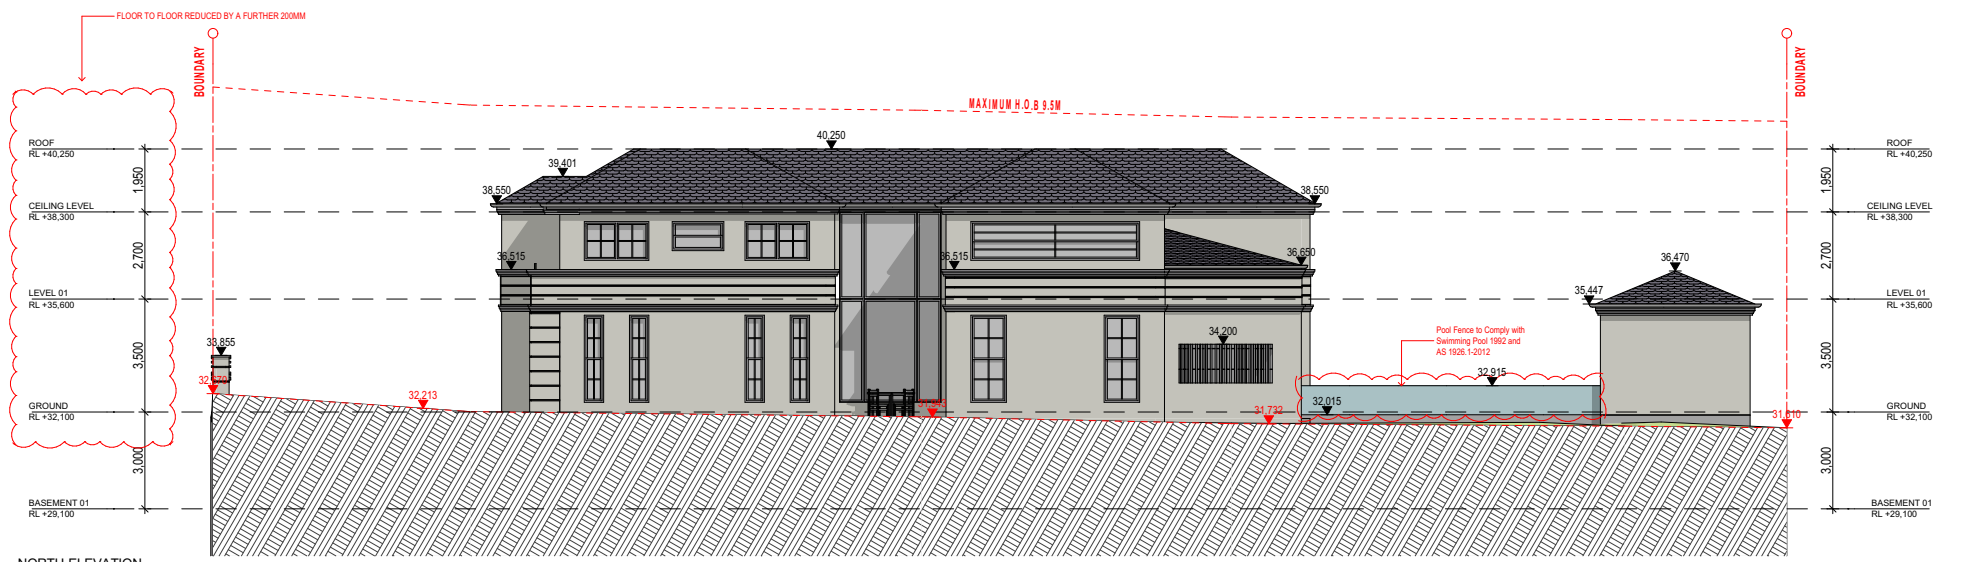 FLOOR TO FLOOR REDUCED BY A FURTHER 200MM
BOUNDARY
BOUNDARY
MAXIMUM H.O.B 9.5M
ROOF
RL +40,250
1,950
CEILING LEVEL
RL +38,300
2,700
LEVEL 01
RL +35,600
3,500
GROUND
RL +32,100
3,000
BASEMENT 01
RL +29,100
40,250
39,401
38,550
38,550
36,515
36,515
36,650
36,470
35,447
34,200
33,855
32,213
31,732
32,915
32,015
Pool Fence to Comply with
Swimming Pool 1992 and
AS 1926.1-2012
ROOF
RL +40,250
1,950
CEILING LEVEL
RL +38,300
2,700
LEVEL 01
RL +35,600
3,500
GROUND
RL +32,100
3,000
BASEMENT 01
RL +29,100
NORTH ELEVATION